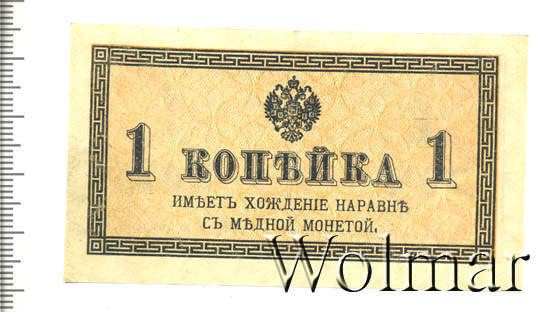 1 КОПѢЙКА 1
ИМѢЕТЪ ХОЖДЕНІЕ НАРАВНѢ
СЪ МѢДНОЙ МОНЕТОЙ.
Wolmar